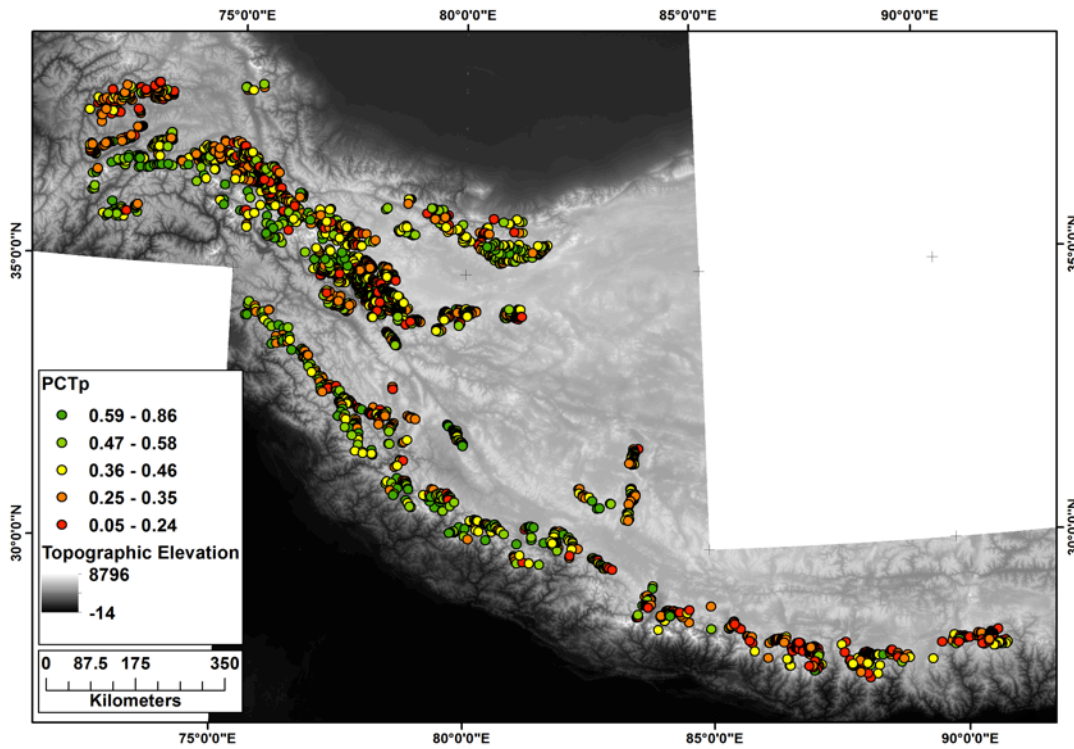 75°0'0"E 80°0'0"E 85°0'0"E 90°0'0"E
35°0'0"N
35°0'0"N
30°0'0"N
30°0'0"N
PCTp
0.59 - 0.86
0.47 - 0.58
0.36 - 0.46
0.25 - 0.35
0.05 - 0.24
Topographic Elevation
8796
-14
0 87.5 175 350
Kilometers
75°0'0"E 80°0'0"E 85°0'0"E 90°0'0"E